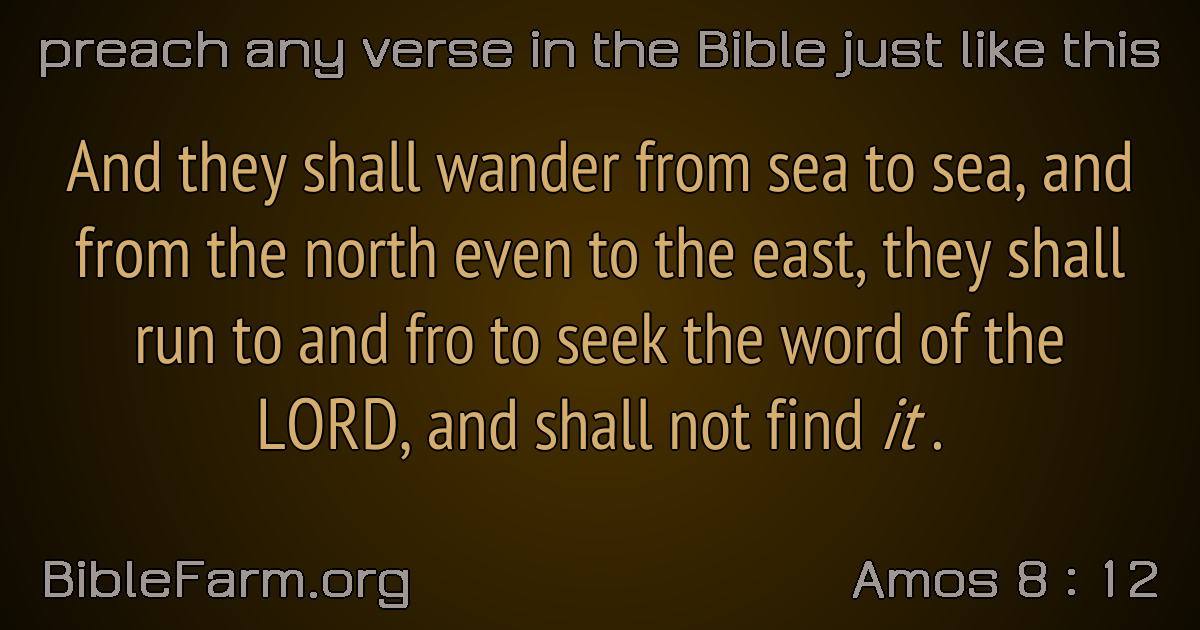 preach any verse in the Bible just like this
And they shall wander from sea to sea, and
from the north even to the east, they shall
run to and fro to seek the word of the
LORD, and shall not find it .
BibleFarm.org
Amos 8 : 12